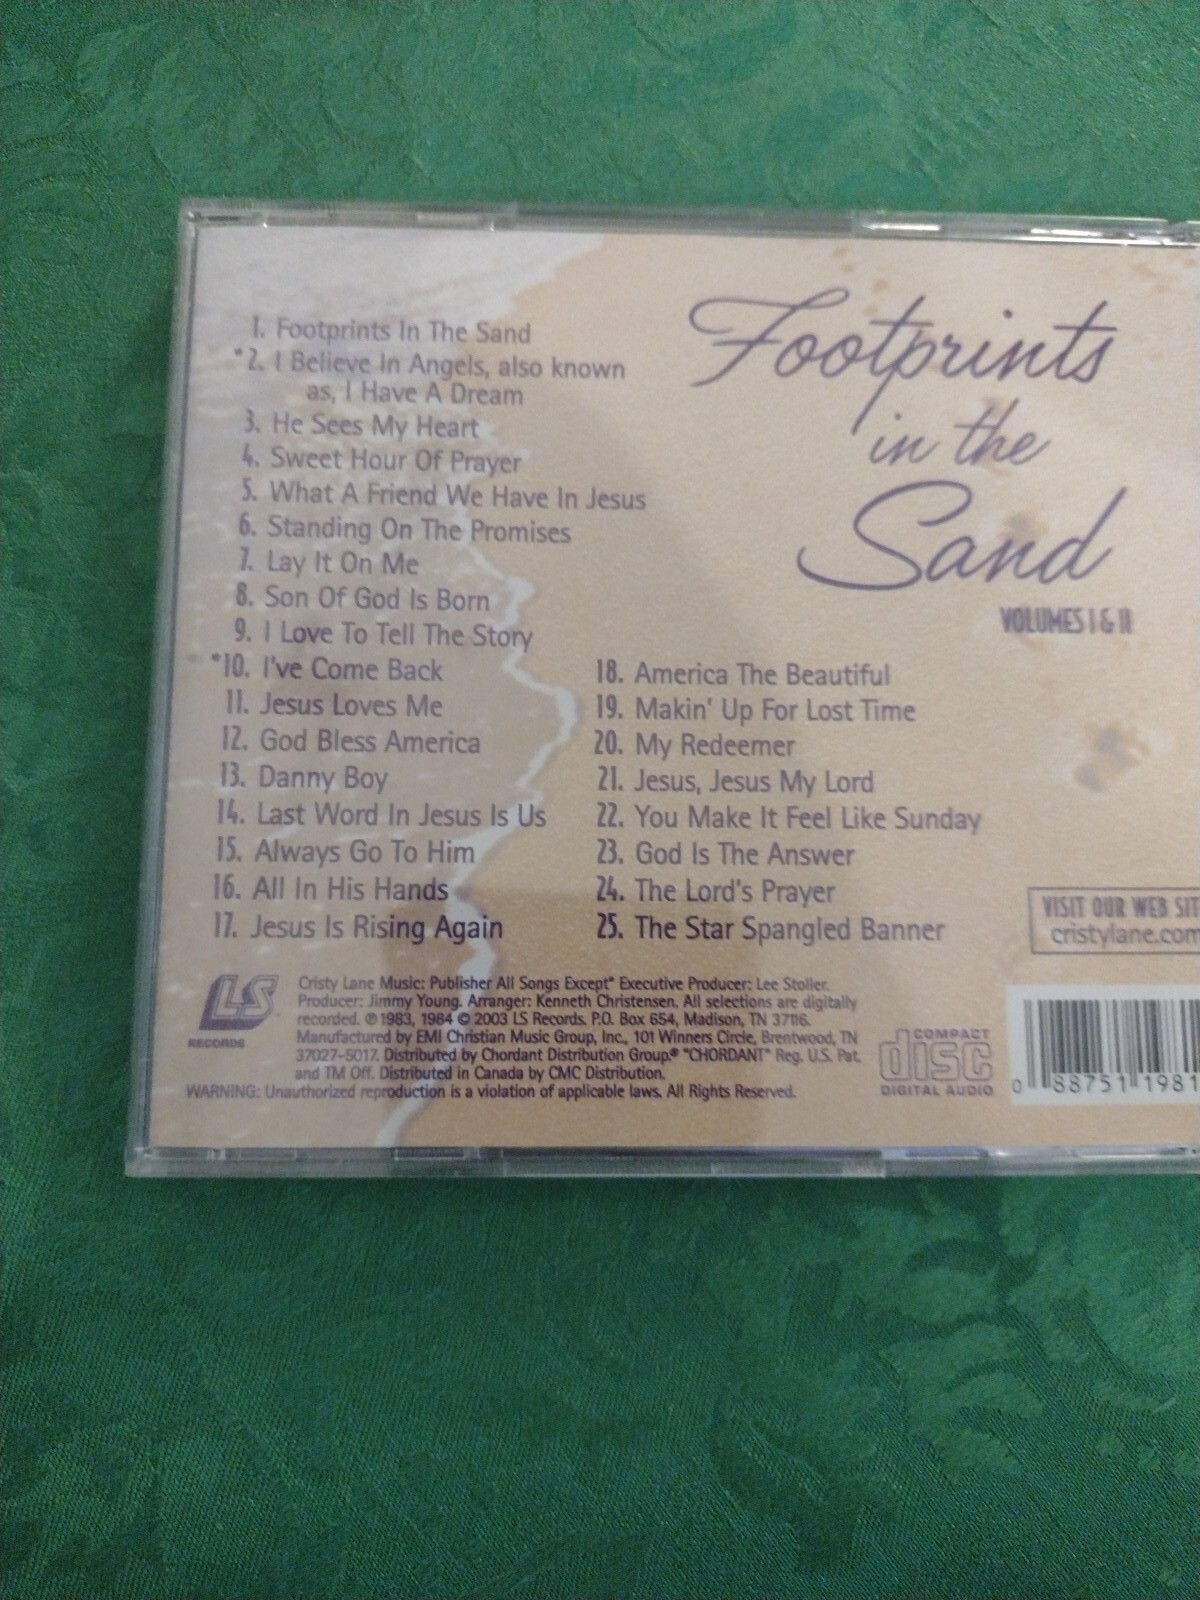 1. Footprints In The Sand
*2. I Believe In Angels, also known
as, I Have A Dream
3. He Sees My Heart
4. Sweet Hour Of Prayer
5. What A Friend We Have In Jesus
6. Standing On The Promises
7. Lay It On Me
8. Son Of God Is Born
9. I Love To Tell The Story
*10. I've Come Back
11. Jesus Loves Me
12. God Bless America
13. Danny Boy
14. Last Word In Jesus Is Us
15. Always Go To Him
16. All In His Hands
17. Jesus Is Rising Again
Footprints
in the
Sand
VOLUMES I & II
18. America The Beautiful
19. Makin' Up For Lost Time
20. My Redeemer
21. Jesus, Jesus My Lord
22. You Make It Feel Like Sunday
23. God Is The Answer
24. The Lord's Prayer
25. The Star Spangled Banner
VISIT OUR WEB SIT
cristylane.com
LS
RECORDS
Cristy Lane Music: Publisher All Songs Except* Executive Producer: Lee Stoller.
Producer: Jimmy Young. Arranger: Kenneth Christensen. All selections are digitally
recorded. ℗ 1983, 1984 © 2003 LS Records. P.O. Box 654, Madison, TN 37116.
Manufactured by EMI Christian Music Group, Inc., 101 Winners Circle, Brentwood, TN
37027-5017. Distributed by Chordant Distribution Group.® "CHORDANT" Reg. U.S. Pat.
and TM Off. Distributed in Canada by CMC Distribution.
WARNING: Unauthorized reproduction is a violation of applicable laws. All Rights Reserved.
COMPACT
disc
DIGITAL AUDIO
0 88751 1981